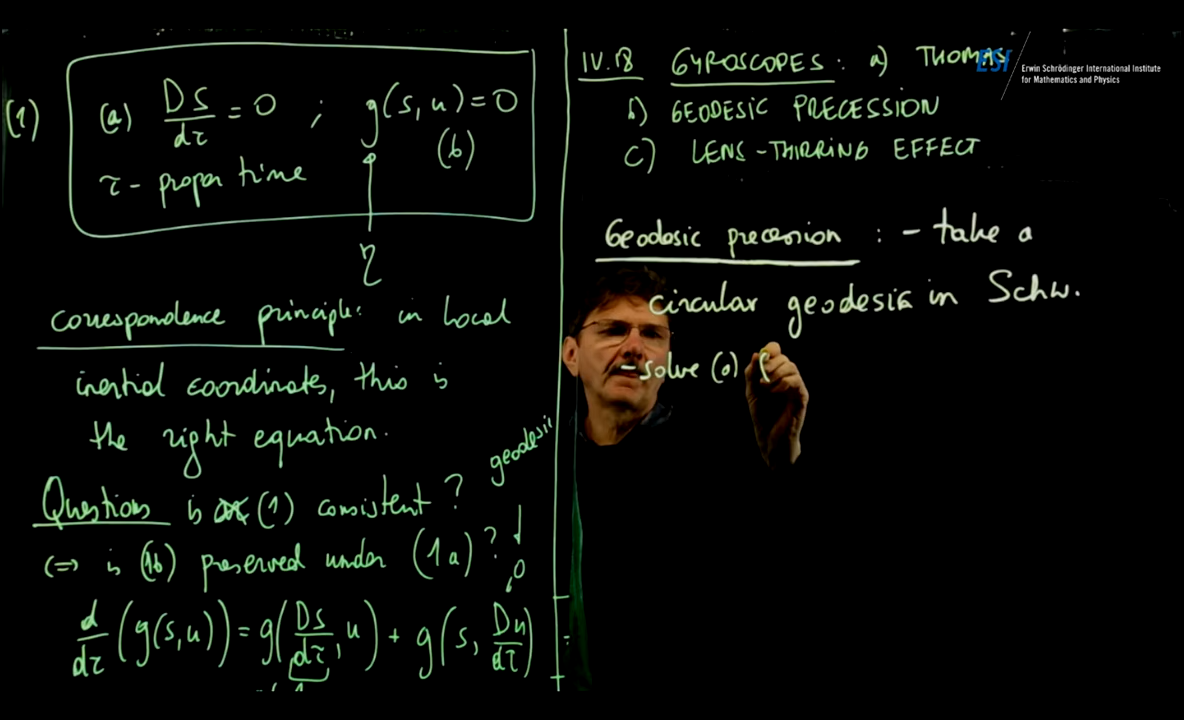 (1) (a) Ds/dτ = 0 ; g(s, u) = 0
(b)
τ - proper time
η
correspondence principle: in local
inertial coordinates, this is
the right equation.
geodesic
Questions is (1) consistent?
(=> is (1b) preserved under (1a)?
0
d/dτ (g(s,u)) = g(Ds/dτ, u) + g(s, Du/dτ) =
IV.18 GYROSCOPES: a) THOMAS
b) GEODESIC PRECESSION
c) LENS-THIRRING EFFECT
ESI Erwin Schrödinger International Institute
for Mathematics and Physics
Geodesic precession : - take a
circular geodesic in Schw.
- solve (a)